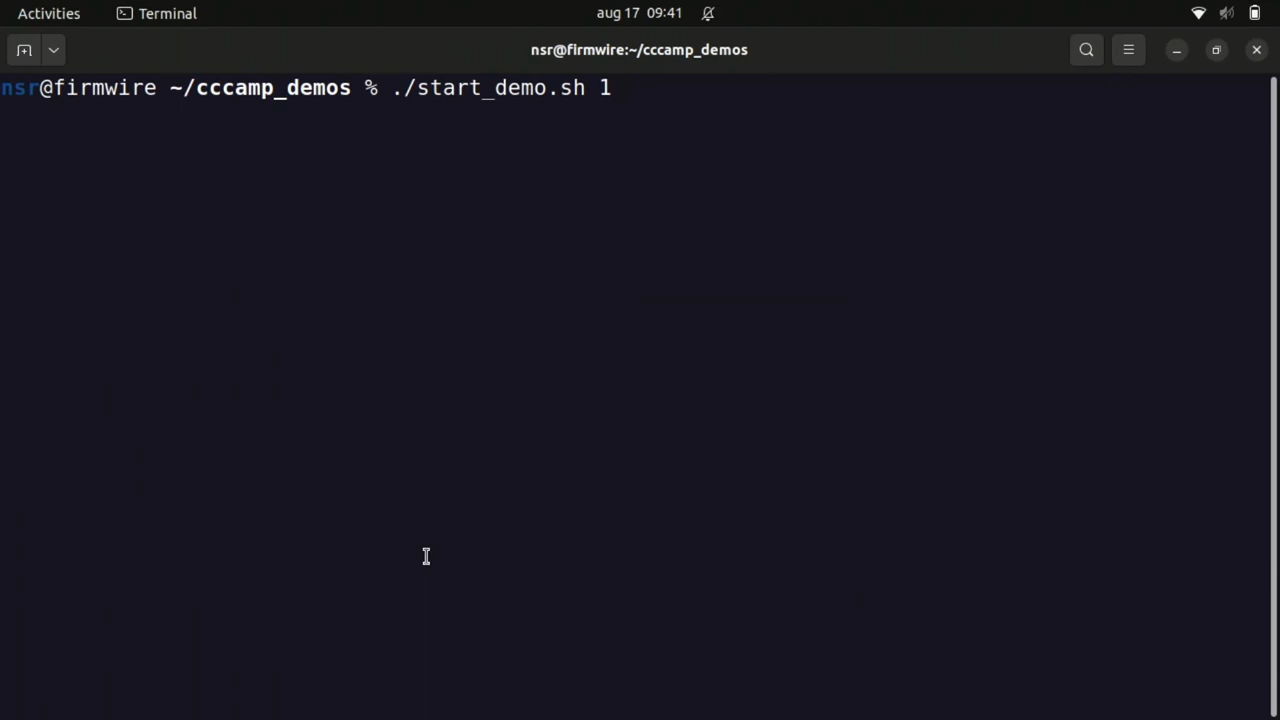 Activities Terminal aug 17 09:41
nsr@firmwire:~/cccamp_demos
nsr@firmwire ~/cccamp_demos % ./start_demo.sh 1